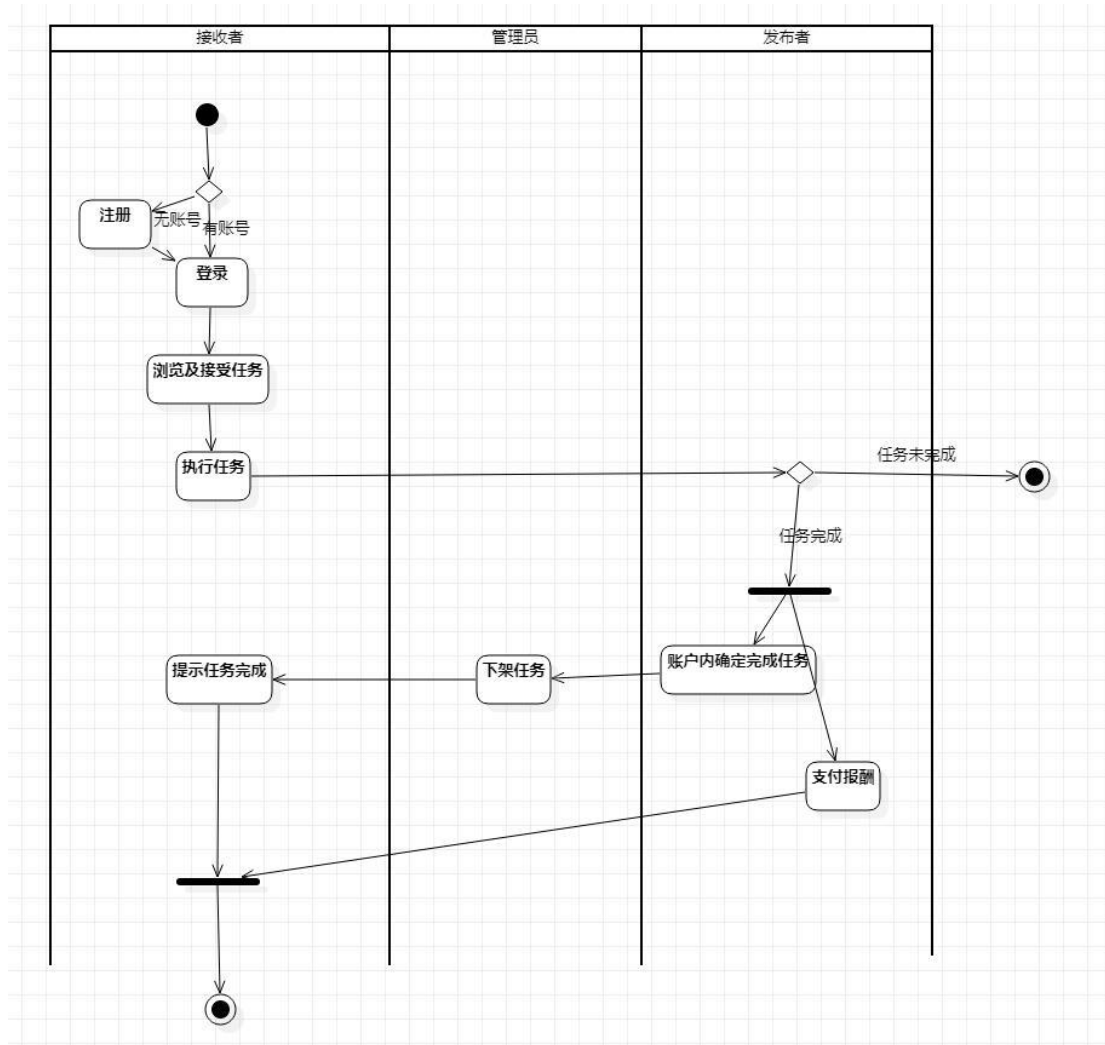 接收者
管理员
发布者
注册
无账号
有账号
登录
浏览及接受任务
执行任务
任务未完成
任务完成
提示任务完成
下架任务
账户内确定完成任务
支付报酬